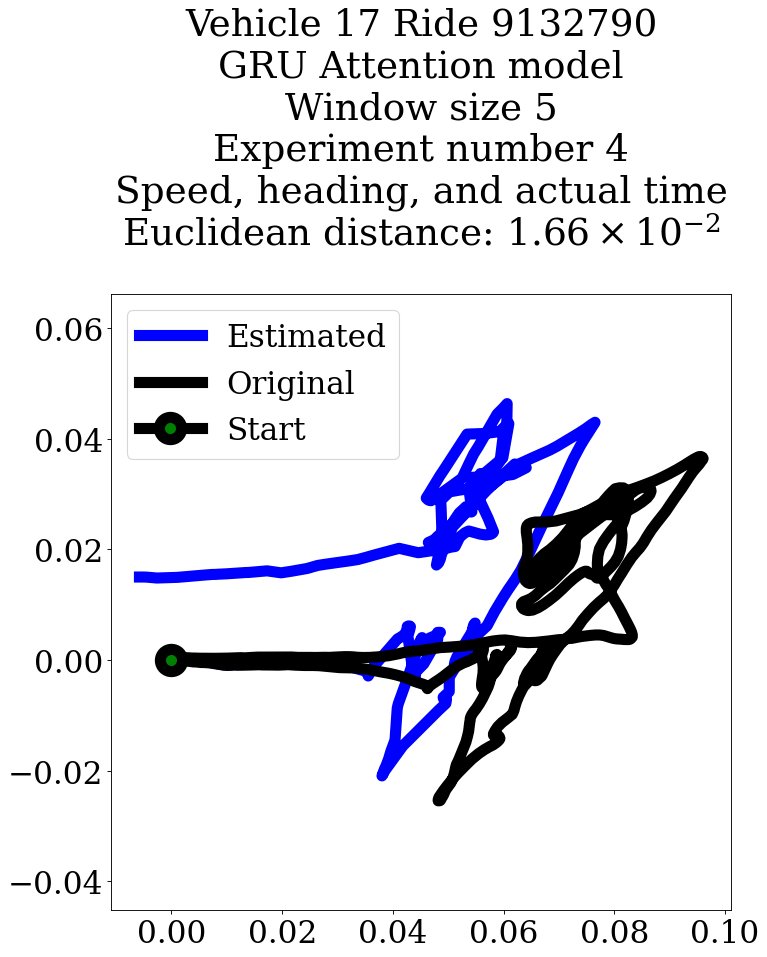 Vehicle 17 Ride 9132790
GRU Attention model
Window size 5
Experiment number 4
Speed, heading, and actual time
Euclidean distance: 1.66 × 10⁻²
Estimated
Original
Start
0.06
0.04
0.02
0.00
−0.02
−0.04
0.00 0.02 0.04 0.06 0.08 0.10